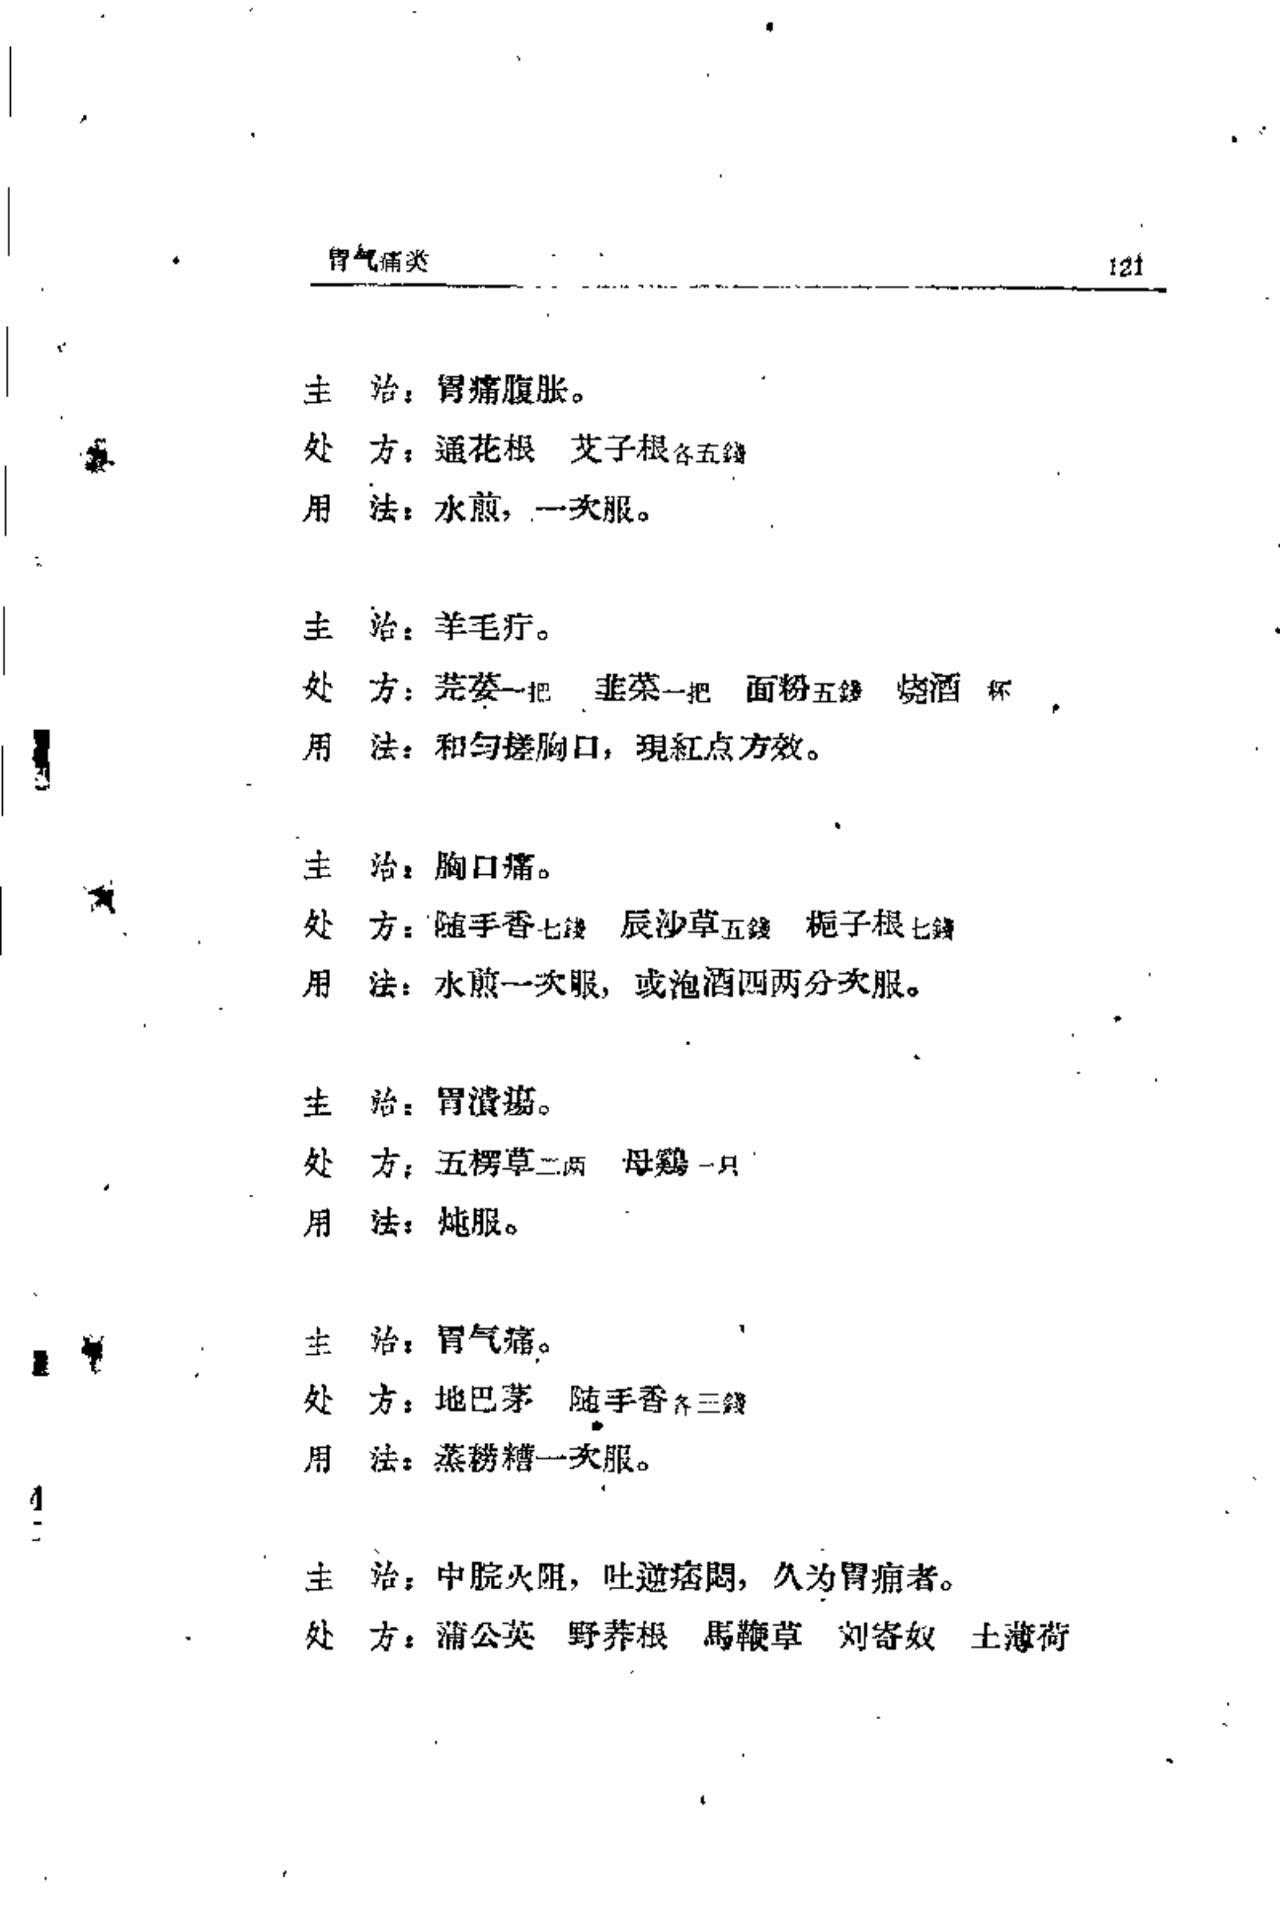 胃气痛类 121
主 治：胃痛腹胀。
处 方：通花根 艾子根各五錢
用 法：水煎，一次服。
主 治：羊毛疔。
处 方：芫荽一把 韭菜一把 面粉五錢 烧酒 杯
用 法：和匀搓胸口，現紅点方效。
主 治：胸口痛。
处 方：随手香七錢 辰沙草五錢 梔子根七錢
用 法：水煎一次服，或泡酒四两分次服。
主 治：胃潰瘍。
处 方：五楞草二两 母鷄一只
用 法：炖服。
主 治：胃气痛。
处 方：地巴茅 随手香各三錢
用 法：蒸耢糟一次服。
主 治：中脘火阻，吐逆痞悶，久为胃痛者。
处 方：蒲公英 野荞根 馬鞭草 刘寄奴 土薄荷